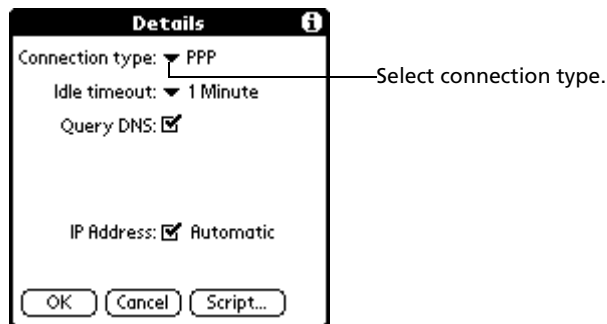 Details
Connection type: PPP
Select connection type.
Idle timeout: 1 Minute
Query DNS:
IP Address: Automatic
OK Cancel Script...